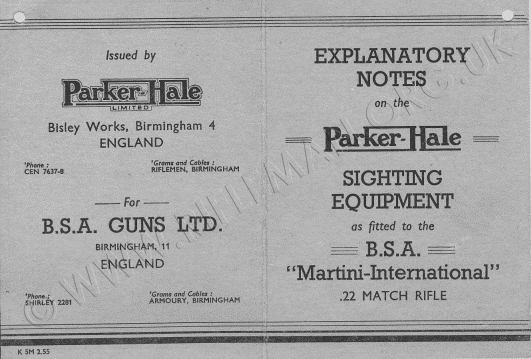 Issued by
Parker-Hale
LIMITED
Bisley Works, Birmingham 4
ENGLAND
'Phone :
CEN 7637-8
'Grams and Cables :
RIFLEMEN, BIRMINGHAM
For
B.S.A. GUNS LTD.
BIRMINGHAM, 11
ENGLAND
'Phone :
SHIRLEY 2281
'Grams and Cables :
ARMOURY, BIRMINGHAM
K 5M 2.55
EXPLANATORY
NOTES
on the
Parker-Hale
SIGHTING
EQUIPMENT
as fitted to the
B.S.A.
"Martini-International"
.22 MATCH RIFLE